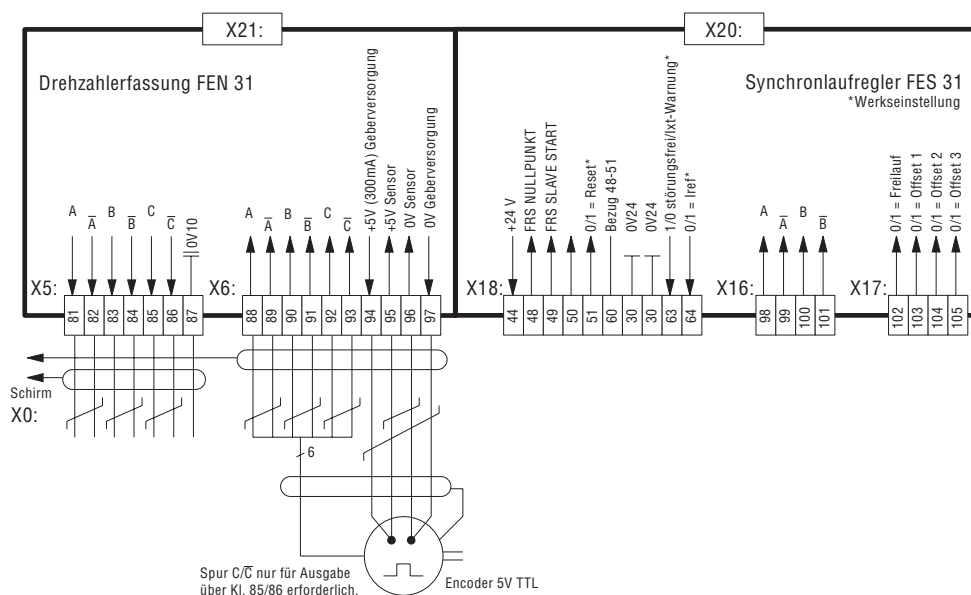 X21:
X20:
Drehzahlerfassung FEN 31
Synchronlaufregler FES 31
*Werkseinstellung
A
A̅
B
B̅
C
C̅
0V10
A
A̅
B
B̅
C
C̅
+5V (300mA) Geberversorgung
+5V Sensor
0V Sensor
0V Geberversorgung
+24 V
FRS NULLPUNKT
FRS SLAVE START
0/1 = Reset*
Bezug 48-51
0V24
0V24
1/0 störungsfrei/Ixt-Warnung*
0/1 = Iref*
A
A̅
B
B̅
0/1 = Freilauf
0/1 = Offset 1
0/1 = Offset 2
0/1 = Offset 3
X5:
X6:
X18:
X16:
X17:
81
82
83
84
85
86
87
88
89
90
91
92
93
94
95
96
97
44
48
49
50
51
60
30
30
63
64
98
99
100
101
102
103
104
105
Schirm
X0:
6
Spur C/C̅ nur für Ausgabe
über Kl. 85/86 erforderlich.
Encoder 5V TTL